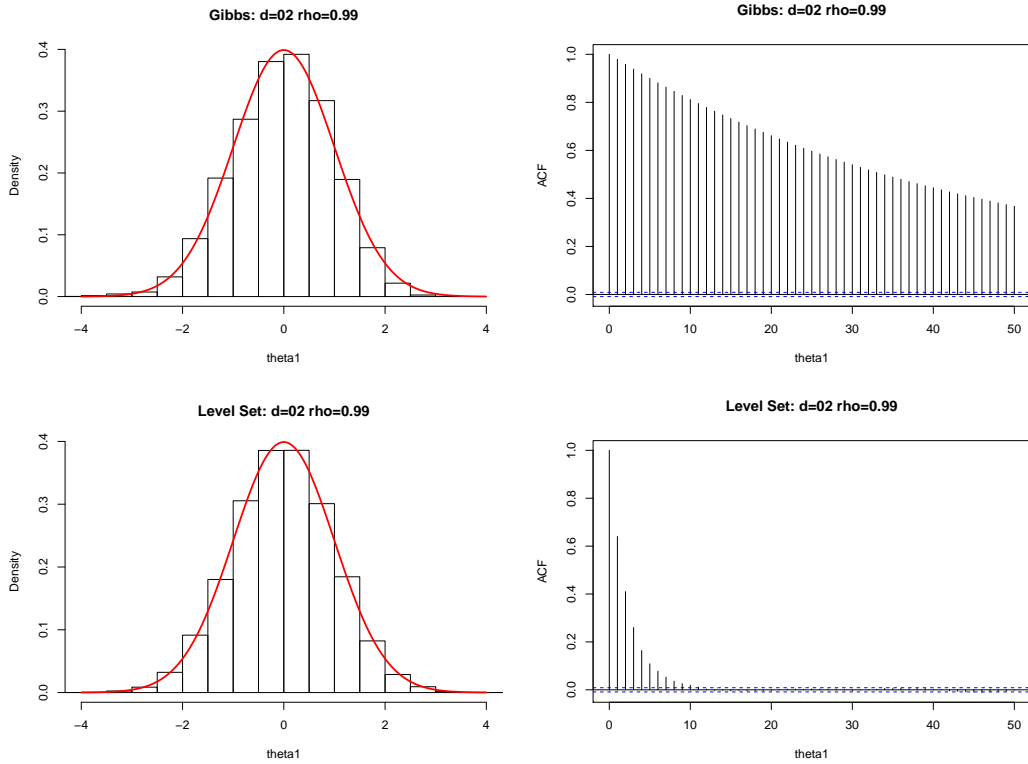 Gibbs: d=02 rho=0.99
Density
0.0 0.1 0.2 0.3 0.4
−4 −2 0 2 4
theta1
Gibbs: d=02 rho=0.99
ACF
0.0 0.2 0.4 0.6 0.8 1.0
0 10 20 30 40 50
theta1
Level Set: d=02 rho=0.99
Density
0.0 0.1 0.2 0.3 0.4
−4 −2 0 2 4
theta1
Level Set: d=02 rho=0.99
ACF
0.0 0.2 0.4 0.6 0.8 1.0
0 10 20 30 40 50
theta1